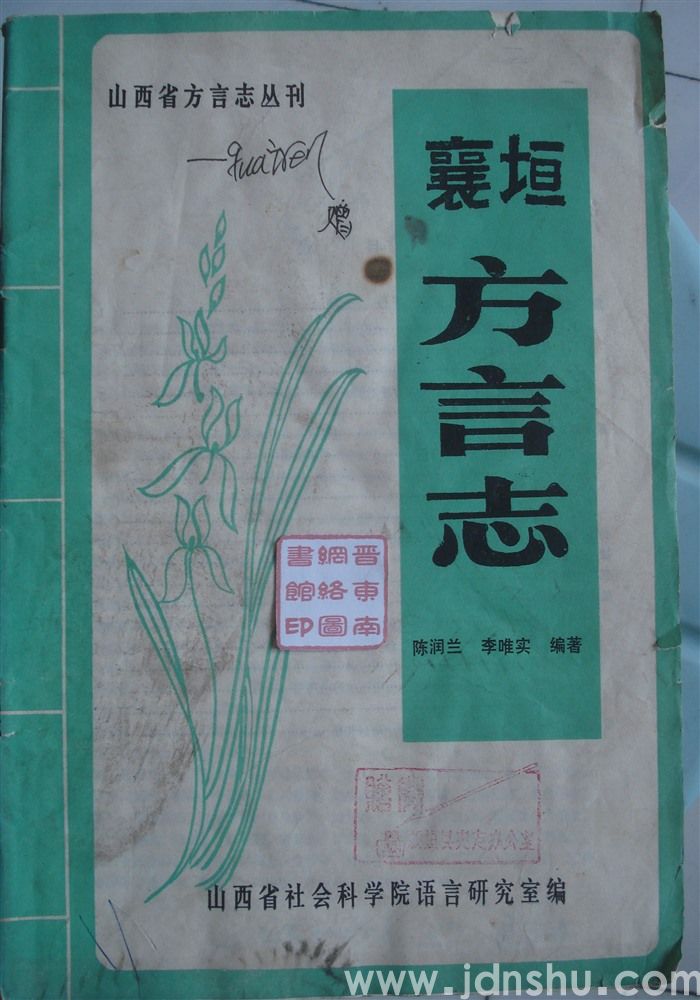 山西省方言志丛刊
赠
襄垣
方
言
志
陈润兰 李唯实 编著
晋東南
網絡圖
書館印
山西省社会科学院语言研究室编
www.jdnshu.com